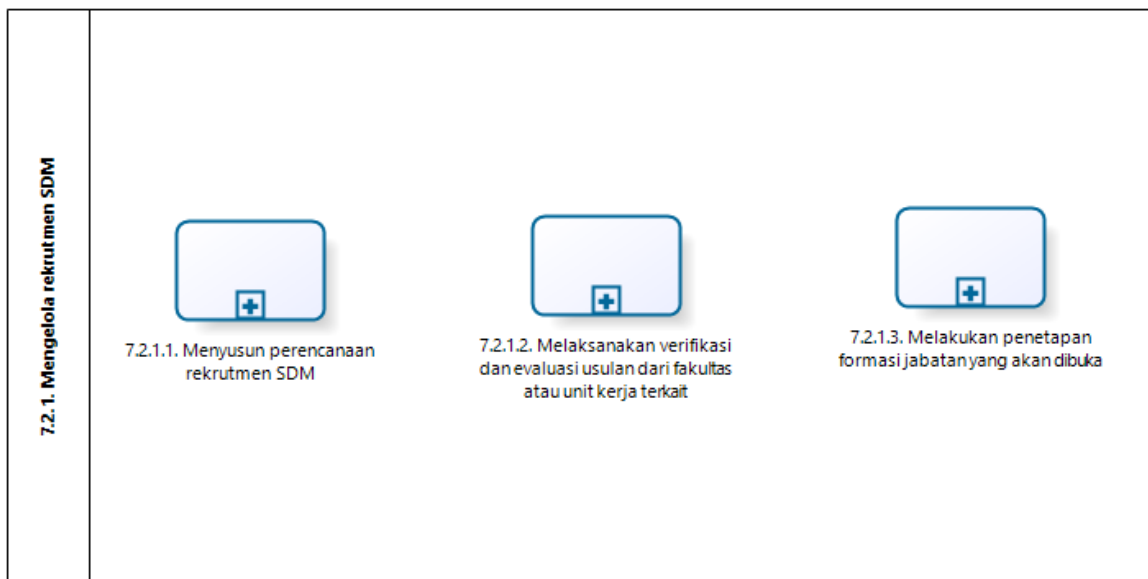 7.2.1. Mengelola rekrutmen SDM
7.2.1.1. Menyusun perencanaan
rekrutmen SDM
7.2.1.2. Melaksanakan verifikasi
dan evaluasi usulan dari fakultas
atau unit kerja terkait
7.2.1.3. Melakukan penetapan
formasi jabatan yang akan dibuka